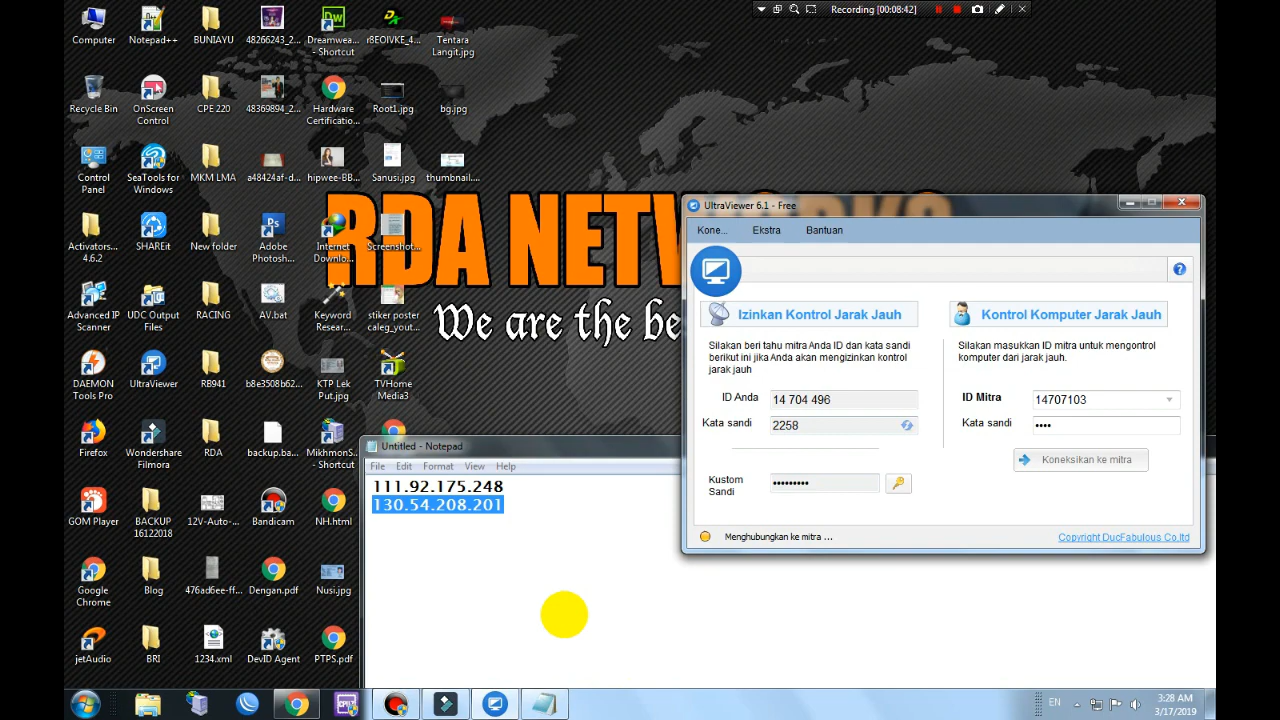 Recording [00:08:42]
Computer
Notepad++
BUNIAYU
48266243_2...
Dreamwea... - Shortcut
r8EOIVKE_4...
Tentara Langit.jpg
Recycle Bin
OnScreen Control
CPE 220
48369894_2...
Hardware Certificatio...
Root1.jpg
bg.jpg
Control Panel
SeaTools for Windows
MKM LMA
a48424af-d...
hipwee-BB...
Sanusi.jpg
thumbnail....
RDA NETW
We are the be
Activators... 4.6.2
SHAREit
New folder
Adobe Photosh...
Internet Downlo...
Screenshot...
Advanced IP Scanner
UDC Output Files
RACING
AV.bat
Keyword Resear...
stiker poster caleg_yout...
DAEMON Tools Pro
UltraViewer
RB941
b8e3508b62...
KTP Lek Put.jpg
TVHome Media3
Firefox
Wondershare Filmora
RDA
backup.ba...
MikhmonS... - Shortcut
GOM Player
BACKUP 16122018
12V-Auto-...
Bandicam
NH.html
Google Chrome
Blog
476ad6ee-ff...
Dengan.pdf
Nusi.jpg
jetAudio
BRI
1234.xml
DevID Agent
PTPS.pdf
UltraViewer 6.1 - Free
Kone... Ekstra Bantuan
Izinkan Kontrol Jarak Jauh
Silakan beri tahu mitra Anda ID dan kata sandi
berikut ini jika Anda akan mengizinkan kontrol
jarak jauh
ID Anda 14 704 496
Kata sandi 2258
Kustom Sandi •••••••••
Kontrol Komputer Jarak Jauh
Silakan masukkan ID mitra untuk mengontrol
komputer dari jarak jauh.
ID Mitra 14707103
Kata sandi ••••
Koneksikan ke mitra
Menghubungkan ke mitra ...
Copyright DucFabulous Co,ltd
Untitled - Notepad
File Edit Format View Help
111.92.175.248
130.54.208.201
EN
3:28 AM
3/17/2019